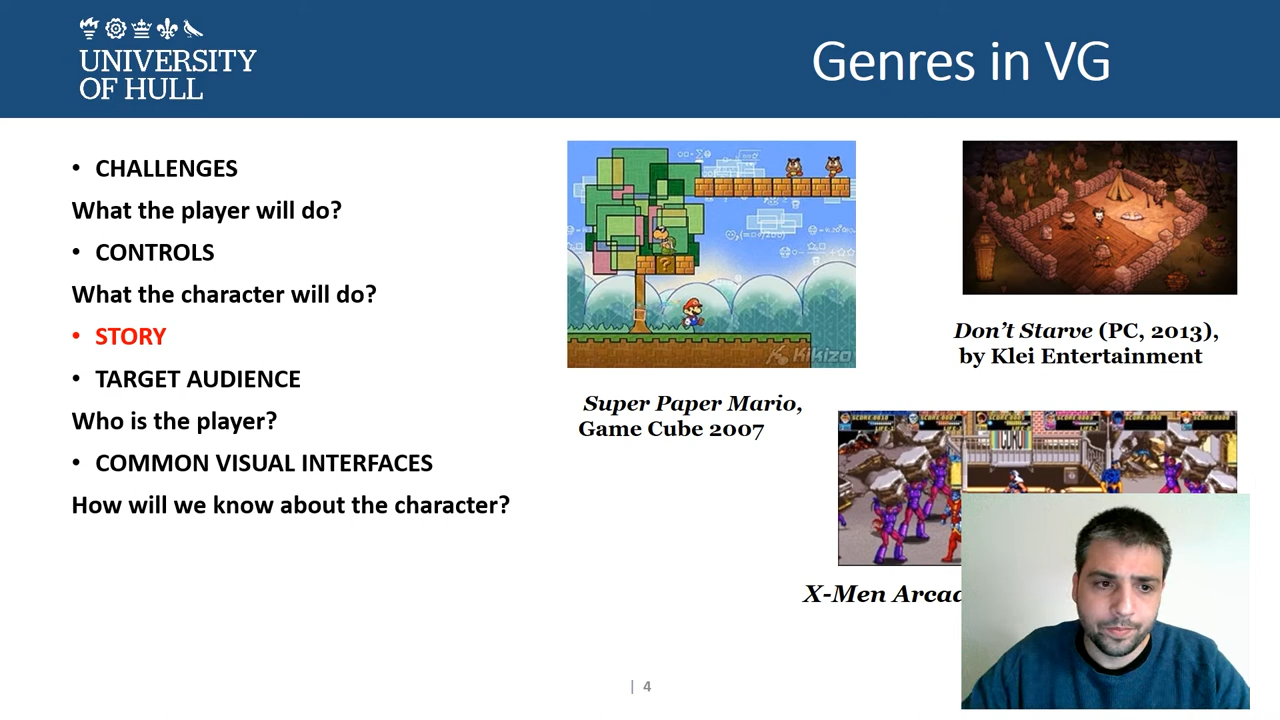 UNIVERSITY
OF HULL
Genres in VG
• CHALLENGES
What the player will do?
• CONTROLS
What the character will do?
• STORY
• TARGET AUDIENCE
Who is the player?
• COMMON VISUAL INTERFACES
How will we know about the character?
Kikizo
Super Paper Mario,
Game Cube 2007
Don’t Starve (PC, 2013),
by Klei Entertainment
X-Men
| 4